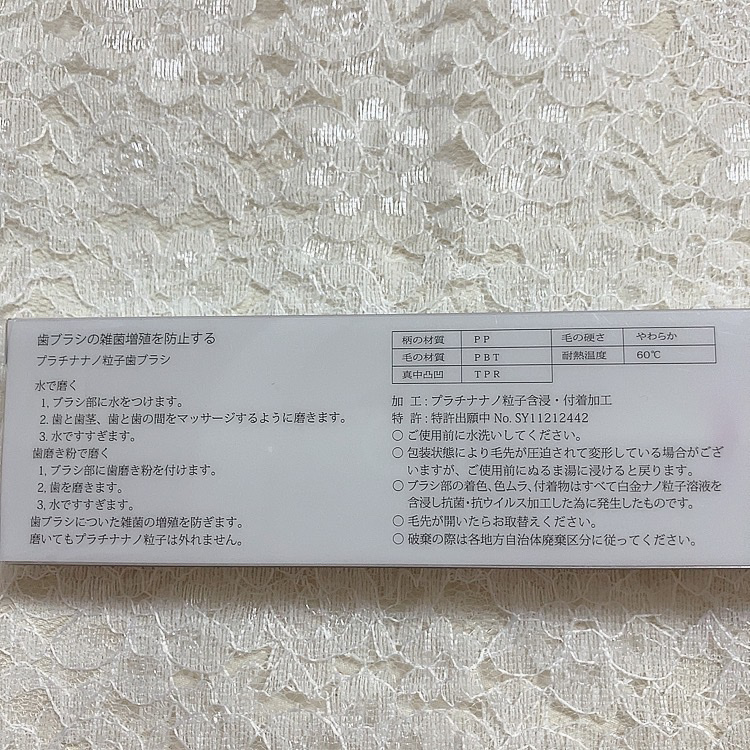 歯ブラシの雑菌増殖を防止する
プラチナナノ粒子歯ブラシ
水で磨く
1. ブラシ部に水をつけます。
2. 歯と歯茎、歯と歯の間をマッサージするように磨きます。
3. 水ですすぎます。
歯磨き粉で磨く
1. ブラシ部に歯磨き粉を付けます。
2. 歯を磨きます。
3. 水ですすぎます。
歯ブラシについた雑菌の増殖を防ぎます。
磨いてもプラチナナノ粒子は外れません。
柄の材質 PP 毛の硬さ やわらか
毛の材質 PBT 耐熱温度 60℃
真中凸凹 TPR
加 工:プラチナナノ粒子含浸・付着加工
特 許:特許出願中 No. SY11212442
○ ご使用前に水洗いしてください。
○ 包装状態により毛先が圧迫されて変形している場合がござ
いますが、ご使用前にぬるま湯に浸けると戻ります。
○ ブラシ部の着色、色ムラ、付着物はすべて白金ナノ粒子溶液を
含浸し抗菌・抗ウイルス加工した為に発生したものです。
○ 毛先が開いたらお取替えください。
○ 破棄の際は各地方自治体廃棄区分に従ってください。